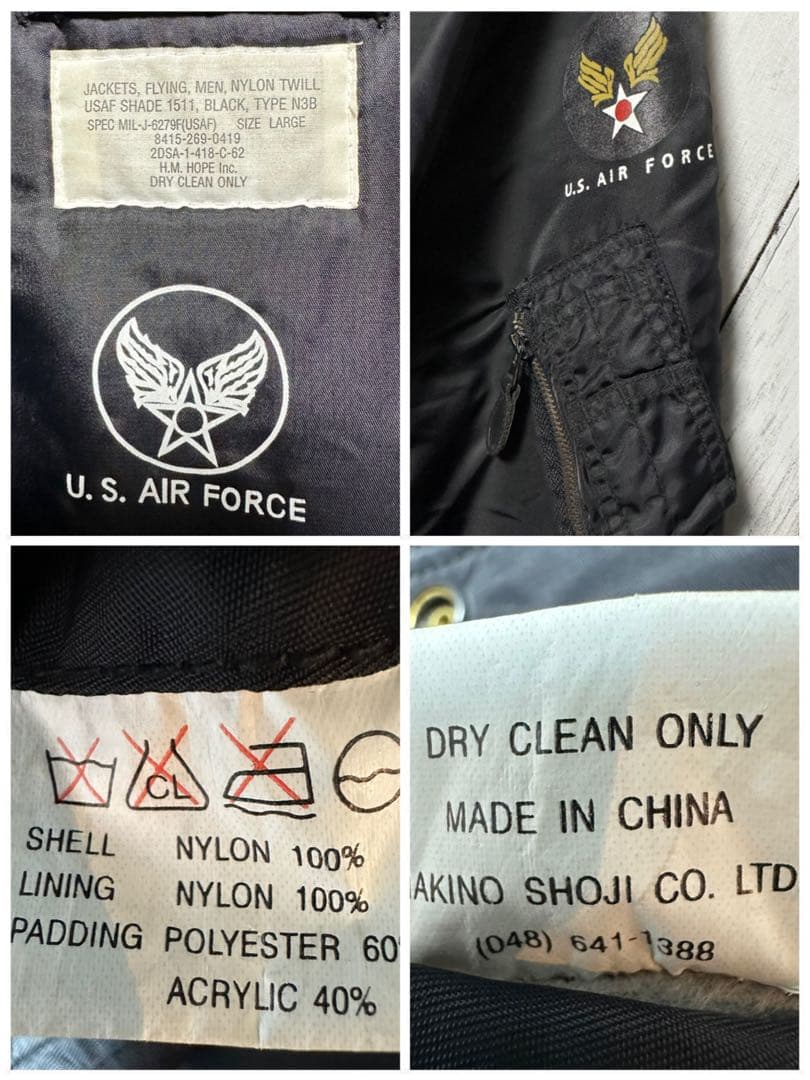 JACKETS, FLYING, MEN, NYLON TWILL
USAF SHADE 1511, BLACK, TYPE N3B
SPEC MIL-J-6279F(USAF) SIZE LARGE
8415-269-0419
2DSA-1-418-C-62
H.M. HOPE Inc.
DRY CLEAN ONLY
U. S. AIR FORCE
U.S. AIR FORCE
CL
SHELL NYLON 100%
LINING NYLON 100%
PADDING POLYESTER 60
ACRYLIC 40%
DRY CLEAN ONLY
MADE IN CHINA
AKINO SHOJI CO. LTD
(048) 641-1388